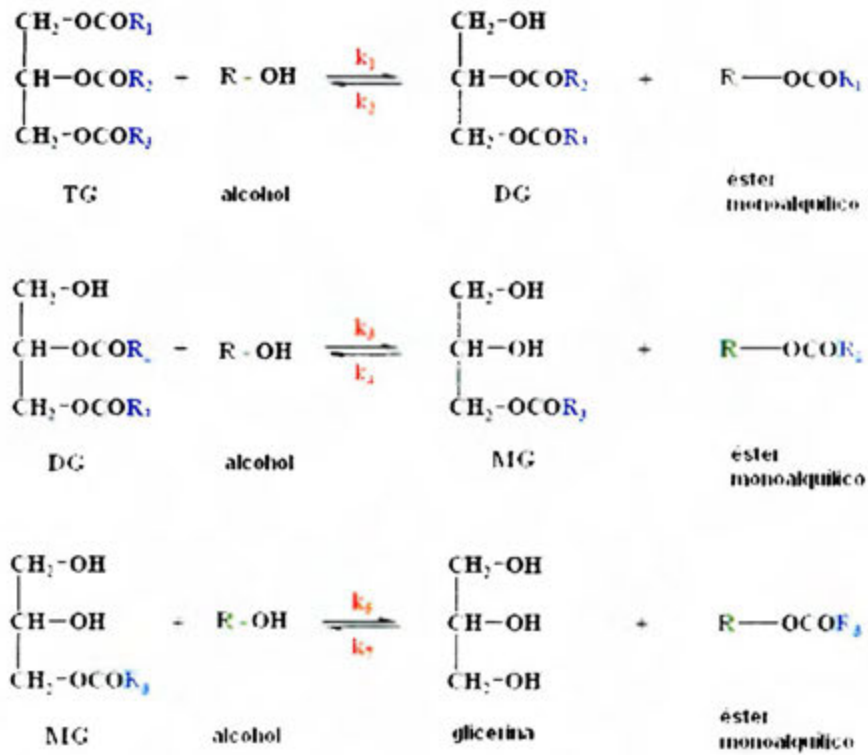 CH₂-OCOR₁ CH₂-OH
CH-OCOR₂ + R-OH k₁ k₂ CH-OCOR₂ + R-OCOR₁
CH₂-OCOR₃ CH₂-OCOR₃
TG alcohol DG éster
monoalquílico
CH₂-OH CH₂-OH
CH-OCOR₂ + R-OH k₃ k₄ CH-OH + R-OCOR₂
CH₂-OCOR₃ CH₂-OCOR₃
DG alcohol MG éster
monoalquílico
CH₂-OH CH₂-OH
CH-OH + R-OH CH-OH + R-OCOR₃
CH₂-OCOR₃ CH₂-OH
MG alcohol glicerina éster
monoalquílico